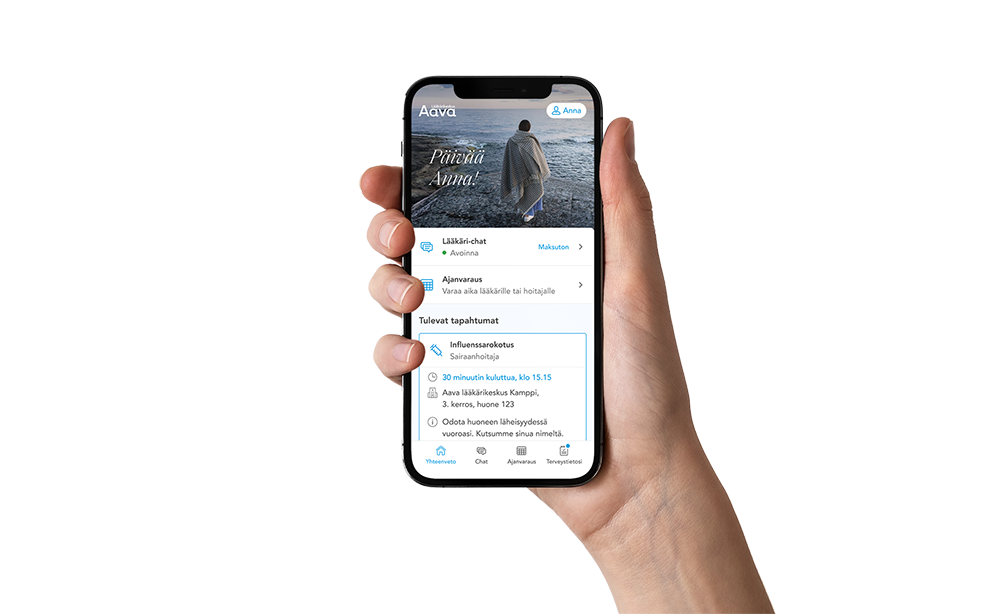 Lääkärikeskus
Aava
Anna
Päivää
Anna!
Lääkäri-chat
Avoinna
Maksuton
Ajanvaraus
Varaa aika lääkärille tai hoitajalle
Tulevat tapahtumat
Influenssarokotus
Sairaanhoitaja
30 minuutin kuluttua, klo 15.15
Aava lääkärikeskus Kamppi,
3. kerros, huone 123
Odota huoneen läheisyydessä
vuoroasi. Kutsumme sinua nimeltä.
Yhteenveto
Chat
Ajanvaraus
Terveystietosi